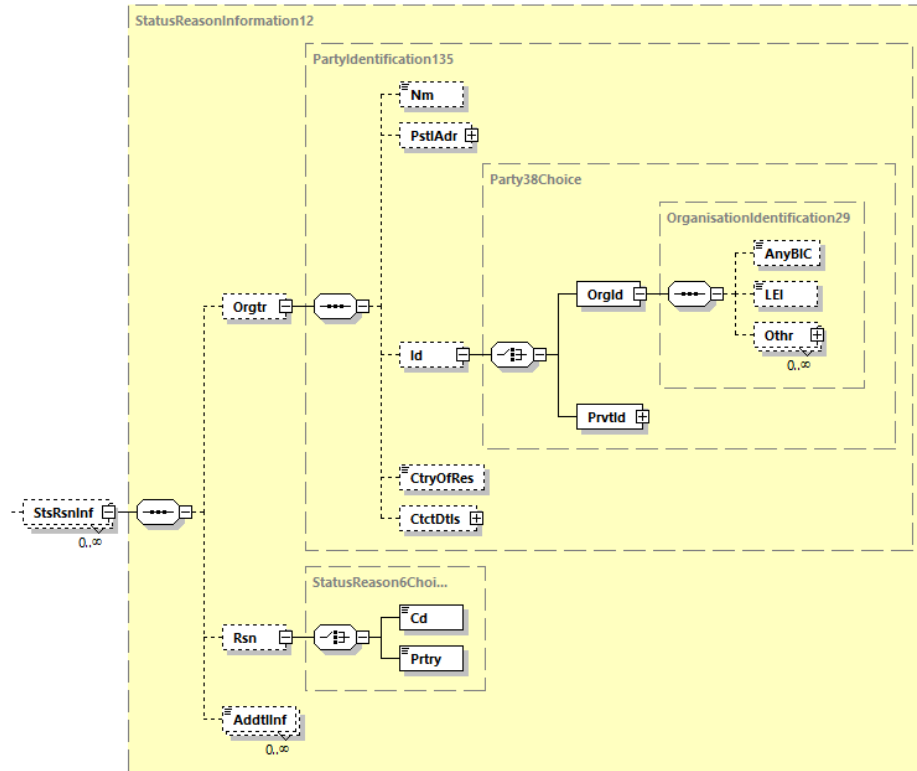 StatusReasonInformation12
PartyIdentification135
Nm
PstlAdr
Party38Choice
OrganisationIdentification29
AnyBIC
OrgId
LEI
Orgtr
Othr
0..∞
Id
PrvtId
CtryOfRes
StsRsnInf
CtctDtls
0..∞
StatusReason6Choi...
Cd
Rsn
Prtry
AddtlInf
0..∞